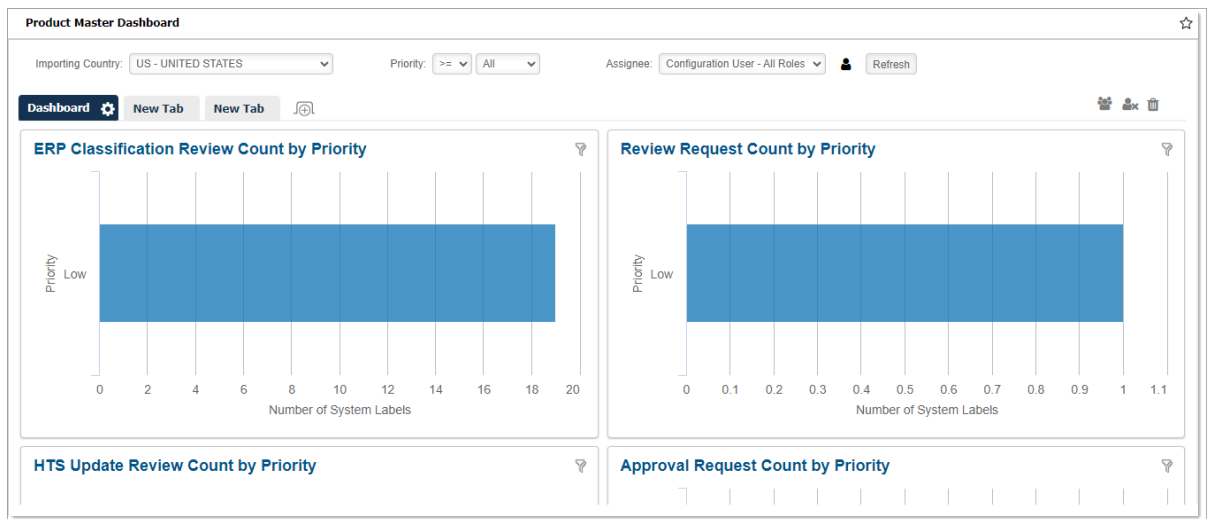 Product Master Dashboard
Importing Country: US - UNITED STATES Priority: >= All Assignee: Configuration User - All Roles Refresh
Dashboard New Tab New Tab
ERP Classification Review Count by Priority
Priority
Low
0 2 4 6 8 10 12 14 16 18 20
Number of System Labels
Review Request Count by Priority
Priority
Low
0 0.1 0.2 0.3 0.4 0.5 0.6 0.7 0.8 0.9 1 1.1
Number of System Labels
HTS Update Review Count by Priority
Approval Request Count by Priority